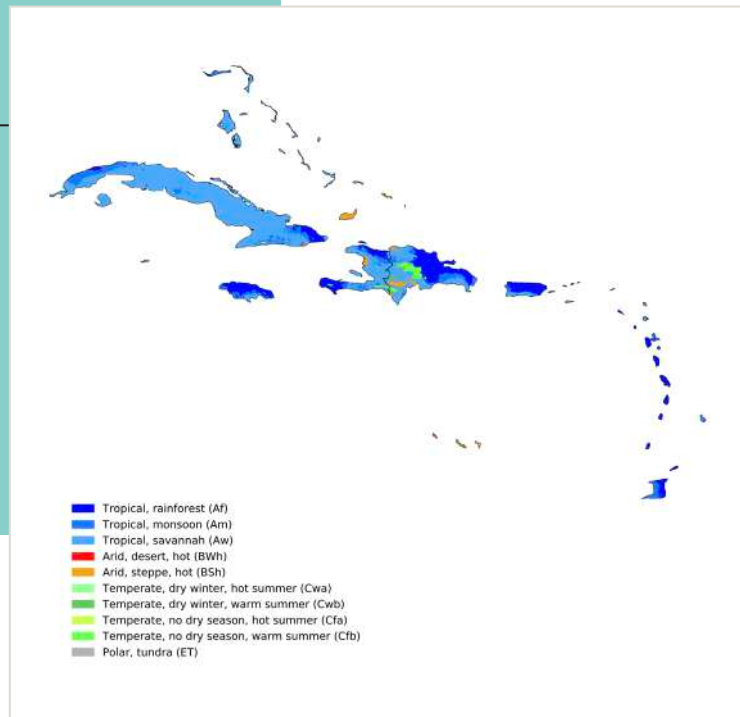 Tropical, rainforest (Af)
Tropical, monsoon (Am)
Tropical, savannah (Aw)
Arid, desert, hot (BWh)
Arid, steppe, hot (BSh)
Temperate, dry winter, hot summer (Cwa)
Temperate, dry winter, warm summer (Cwb)
Temperate, no dry season, hot summer (Cfa)
Temperate, no dry season, warm summer (Cfb)
Polar, tundra (ET)